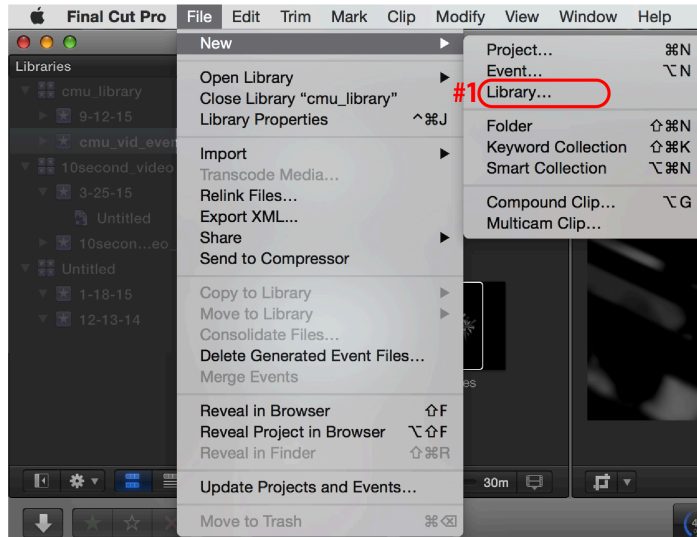 Final Cut Pro File Edit Trim Mark Clip Modify View Window Help
Libraries
cmu_library
9-12-15
cmu_vid_even
10second_video
3-25-15
Untitled
10secon...eo_
Untitled
1-18-15
12-13-14
New
Open Library
Close Library “cmu_library”
Library Properties ^⌘J
Import
Transcode Media...
Relink Files...
Export XML...
Share
Send to Compressor
Copy to Library
Move to Library
Consolidate Files...
Delete Generated Event Files...
Merge Events
Reveal in Browser ⇧F
Reveal Project in Browser ⌥⇧F
Reveal in Finder ⇧⌘R
Update Projects and Events...
Move to Trash ⌘⌫
#1
Project... ⌘N
Event... ⌥N
Library...
Folder ⇧⌘N
Keyword Collection ⇧⌘K
Smart Collection ⌥⌘N
Compound Clip... ⌥G
Multicam Clip...
30m